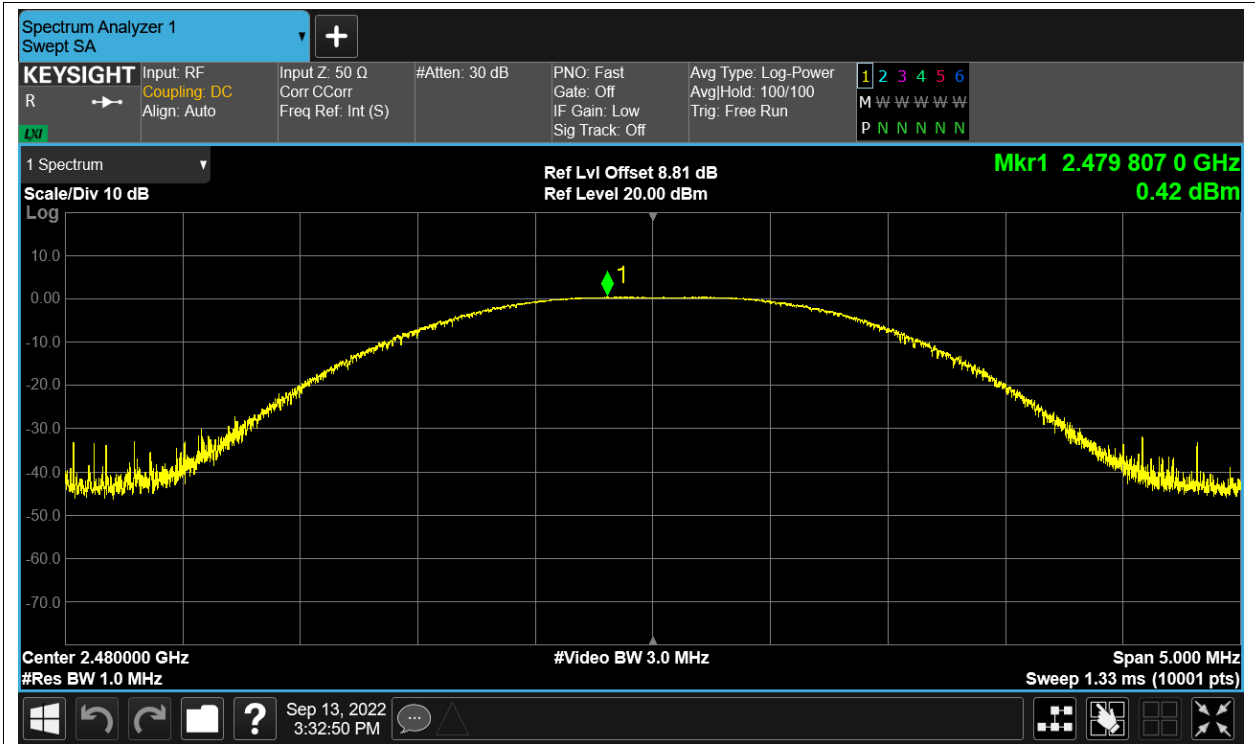 Spectrum Analyzer 1
Swept SA
KEYSIGHT
R
LXI
Input: RF
Coupling: DC
Align: Auto
Input Z: 50 Ω
Corr CCorr
Freq Ref: Int (S)
#Atten: 30 dB
PNO: Fast
Gate: Off
IF Gain: Low
Sig Track: Off
Avg Type: Log-Power
Avg|Hold: 100/100
Trig: Free Run
1 2 3 4 5 6
M W W W W W
P N N N N N
1 Spectrum
Scale/Div 10 dB
Log
Ref Lvl Offset 8.81 dB
Ref Level 20.00 dBm
Mkr1 2.479 807 0 GHz
0.42 dBm
10.0
0.00
-10.0
-20.0
-30.0
-40.0
-50.0
-60.0
-70.0
1
Center 2.480000 GHz
#Video BW 3.0 MHz
Span 5.000 MHz
#Res BW 1.0 MHz
Sweep 1.33 ms (10001 pts)
?
Sep 13, 2022
3:32:50 PM